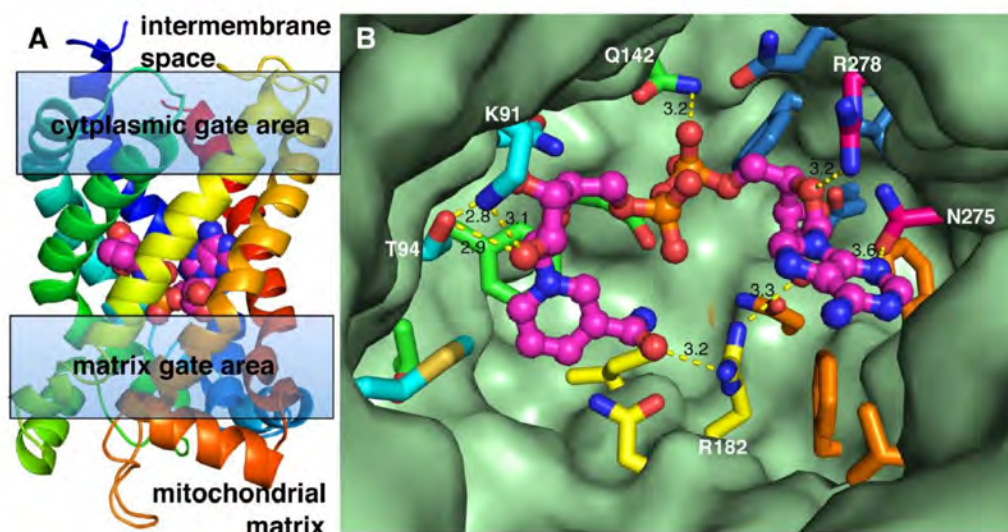 A
intermembrane
space
cytplasmic gate area
matrix gate area
mitochondrial
matrix
B
Q142
R278
3.2
K91
3.2
2.8
3.1
T94
2.9
N275
3.6
3.3
3.2
R182